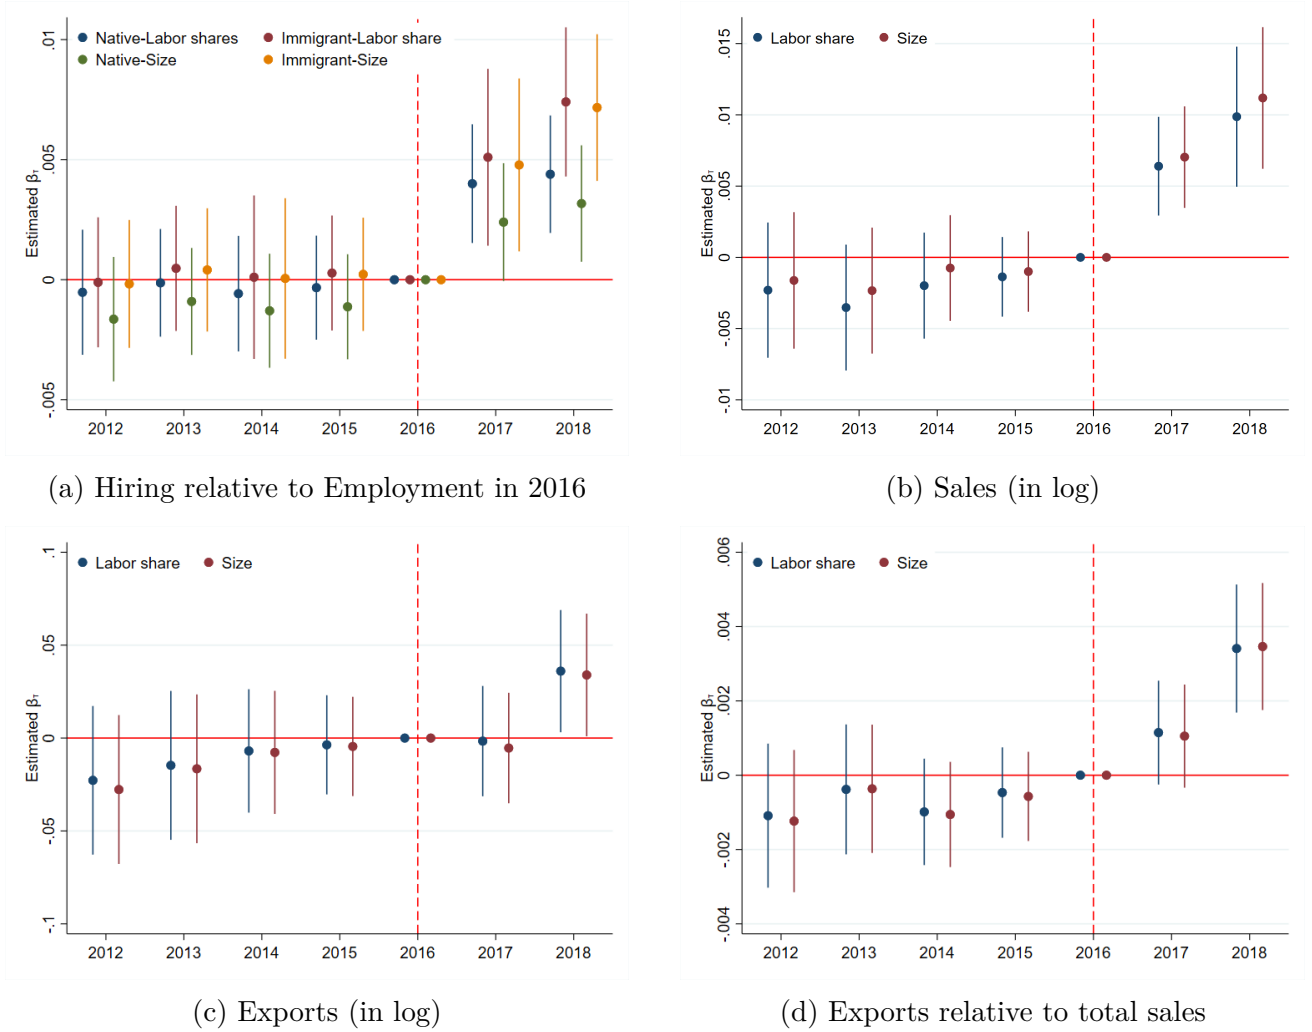 Native-Labor shares Immigrant-Labor share
Native-Size Immigrant-Size
Estimated βτ
.01
.005
0
-.005
2012 2013 2014 2015 2016 2017 2018
(a) Hiring relative to Employment in 2016
Labor share Size
Estimated βτ
.015
.01
.005
0
-.005
-.01
2012 2013 2014 2015 2016 2017 2018
(b) Sales (in log)
Labor share Size
Estimated βτ
.1
.05
0
-.05
-.1
2012 2013 2014 2015 2016 2017 2018
(c) Exports (in log)
Labor share Size
Estimated βτ
.006
.004
.002
0
-.002
-.004
2012 2013 2014 2015 2016 2017 2018
(d) Exports relative to total sales